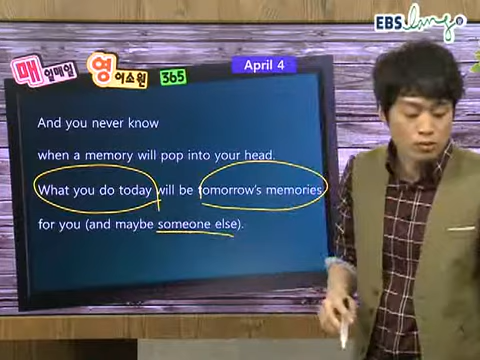 EBSlang
매일매일 영어소원 365
April 4
And you never know
when a memory will pop into your head.
What you do today will be tomorrow's memories
for you (and maybe someone else).